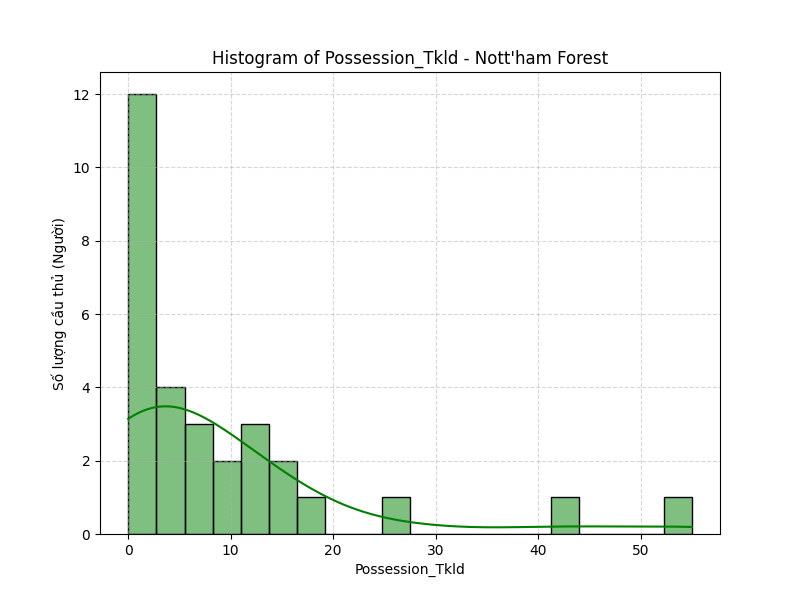 Histogram of Possession_Tkld - Nott'ham Forest
Số lượng cầu thủ (Người)
12
10
8
6
4
2
0
0 10 20 30 40 50
Possession_Tkld